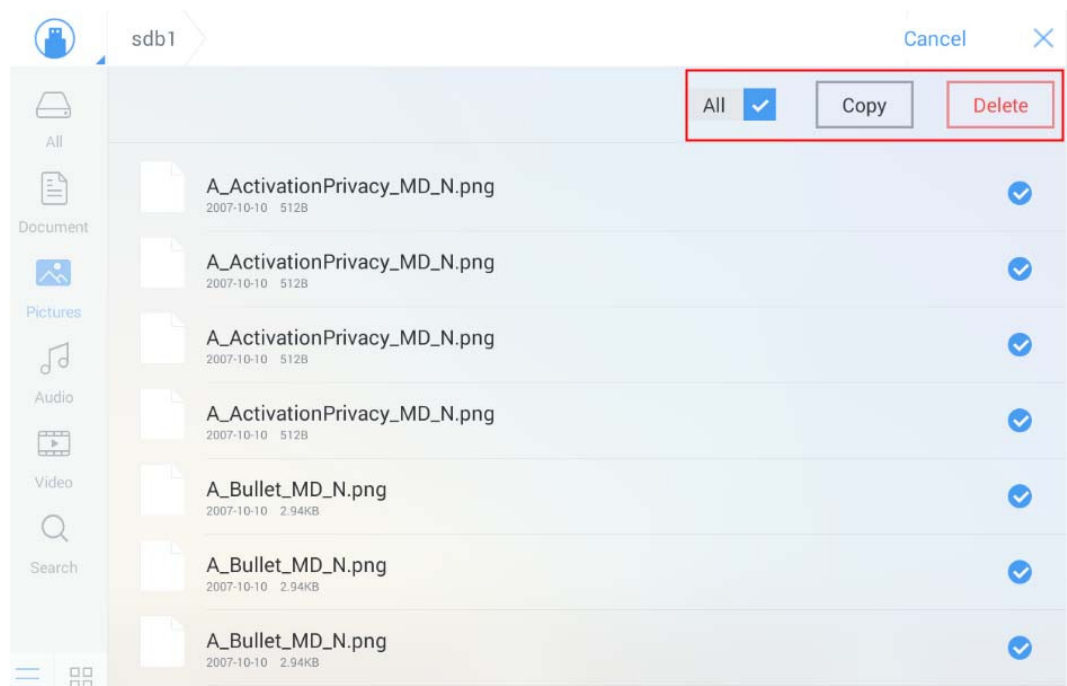 sdb1
Cancel
All
Copy
Delete
All
Document
Pictures
Audio
Video
Search
A_ActivationPrivacy_MD_N.png
2007-10-10 512B
A_ActivationPrivacy_MD_N.png
2007-10-10 512B
A_ActivationPrivacy_MD_N.png
2007-10-10 512B
A_ActivationPrivacy_MD_N.png
2007-10-10 512B
A_Bullet_MD_N.png
2007-10-10 2.94KB
A_Bullet_MD_N.png
2007-10-10 2.94KB
A_Bullet_MD_N.png
2007-10-10 2.94KB